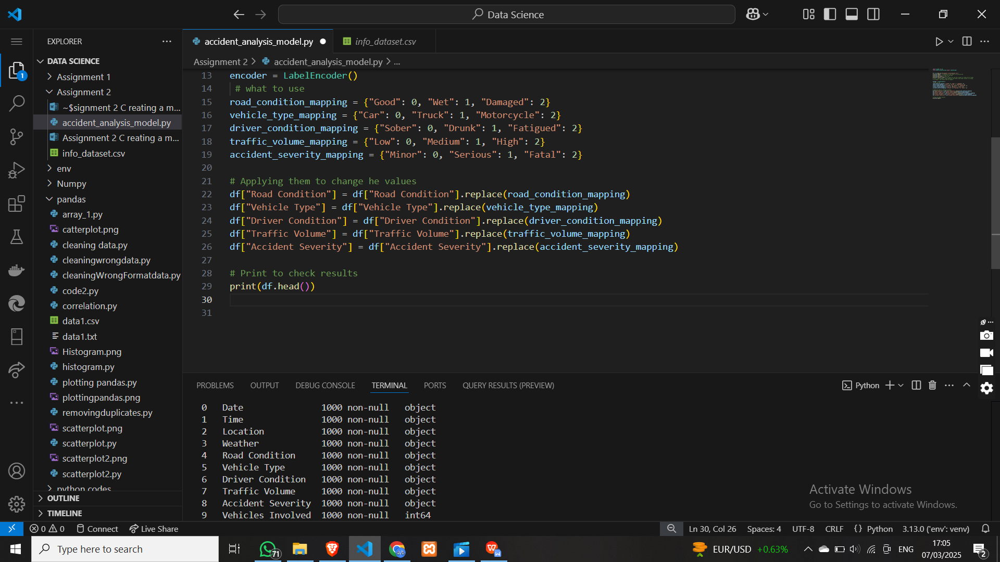 Data Science
EXPLORER
DATA SCIENCE
Assignment 1
Assignment 2
~$signment 2 C reating a m...
accident_analysis_model.py
Assignment 2 C reating a m...
info_dataset.csv
env
Numpy
pandas
array_1.py
catterplot.png
cleaning data.py
cleaningwrongdata.py
cleaningWrongFormatdata.py
code2.py
correlation.py
data1.csv
data1.txt
Histogram.png
histogram.py
plotting pandas.py
plottingpandas.png
removingduplicates.py
scatterplot.png
scatterplot.py
scatterplot2.png
scatterplot2.py
python codes
OUTLINE
TIMELINE
1
accident_analysis_model.py
info_dataset.csv
Assignment 2 > accident_analysis_model.py > ...
13 encoder = LabelEncoder()
14 # what to use
15 road_condition_mapping = {"Good": 0, "Wet": 1, "Damaged": 2}
16 vehicle_type_mapping = {"Car": 0, "Truck": 1, "Motorcycle": 2}
17 driver_condition_mapping = {"Sober": 0, "Drunk": 1, "Fatigued": 2}
18 traffic_volume_mapping = {"Low": 0, "Medium": 1, "High": 2}
19 accident_severity_mapping = {"Minor": 0, "Serious": 1, "Fatal": 2}
20
21 # Applying them to change he values
22 df["Road Condition"] = df["Road Condition"].replace(road_condition_mapping)
23 df["Vehicle Type"] = df["Vehicle Type"].replace(vehicle_type_mapping)
24 df["Driver Condition"] = df["Driver Condition"].replace(driver_condition_mapping)
25 df["Traffic Volume"] = df["Traffic Volume"].replace(traffic_volume_mapping)
26 df["Accident Severity"] = df["Accident Severity"].replace(accident_severity_mapping)
27
28 # Print to check results
29 print(df.head())
30
31
PROBLEMS OUTPUT DEBUG CONSOLE TERMINAL PORTS QUERY RESULTS (PREVIEW)
Python
0 Date 1000 non-null object
1 Time 1000 non-null object
2 Location 1000 non-null object
3 Weather 1000 non-null object
4 Road Condition 1000 non-null object
5 Vehicle Type 1000 non-null object
6 Driver Condition 1000 non-null object
7 Traffic Volume 1000 non-null object
8 Accident Severity 1000 non-null object
9 Vehicles Involved 1000 non-null int64
Activate Windows
Go to Settings to activate Windows.
0 0 Connect Live Share
Ln 30, Col 26 Spaces: 4 UTF-8 CRLF {} Python 3.13.0 ('env': venv)
Type here to search
71
EUR/USD +0.63%
ENG
17:05
07/03/2025
2